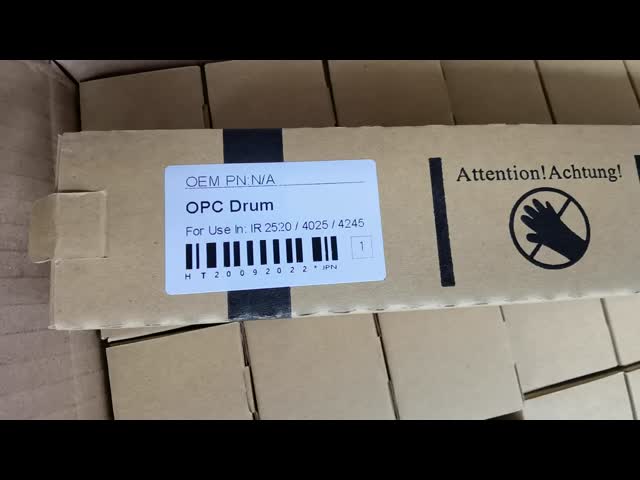 OEM PN:N/A
OPC Drum
For Use In: IR 2520 / 4025 / 4245
1
HT20092022*JPN
Attention!Achtung!